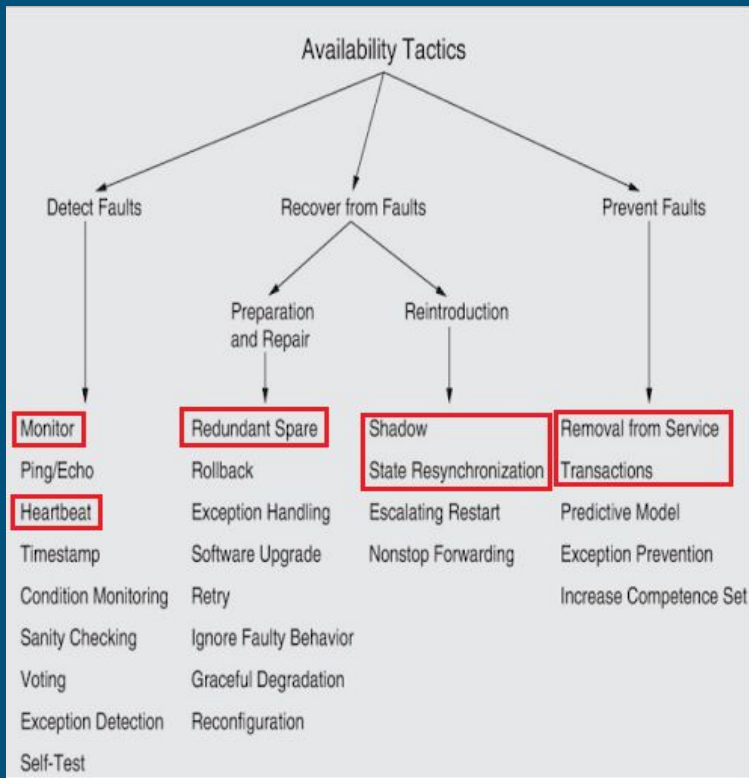 Availability Tactics
Detect Faults
Recover from Faults
Prevent Faults
Preparation
and Repair
Reintroduction
Monitor
Ping/Echo
Heartbeat
Timestamp
Condition Monitoring
Sanity Checking
Voting
Exception Detection
Self-Test
Redundant Spare
Rollback
Exception Handling
Software Upgrade
Retry
Ignore Faulty Behavior
Graceful Degradation
Reconfiguration
Shadow
State Resynchronization
Escalating Restart
Nonstop Forwarding
Removal from Service
Transactions
Predictive Model
Exception Prevention
Increase Competence Set